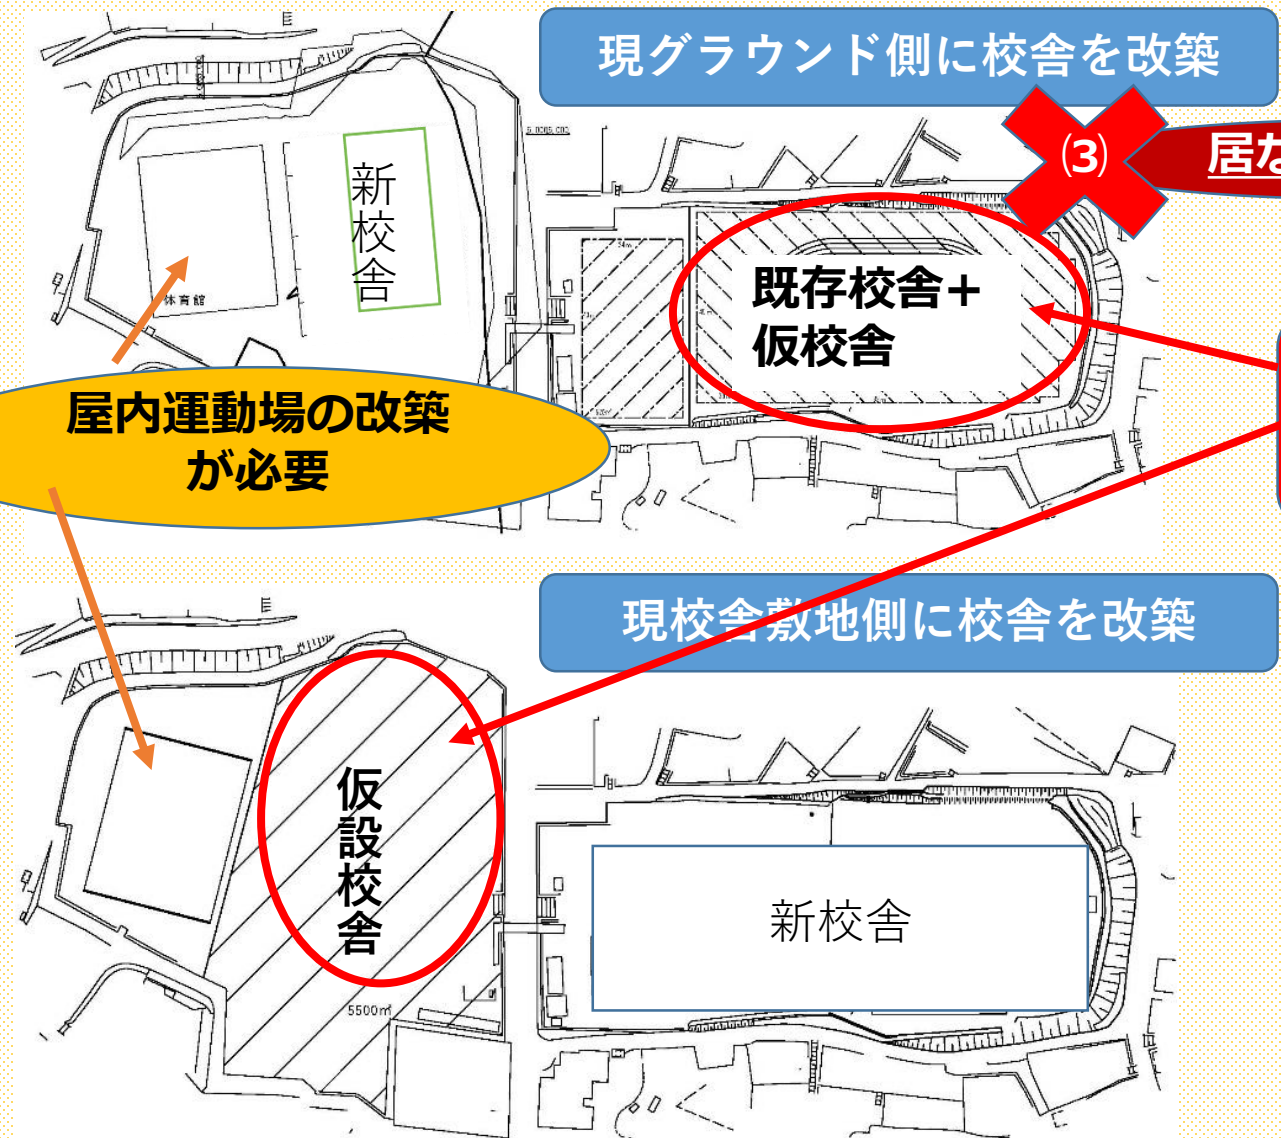 現グラウンド側に校舎を改築
⑶
居な
新校舎
体育館
既存校舎+
仮校舎
屋内運動場の改築
が必要
現校舎敷地側に校舎を改築
仮設校舎
新校舎
5500㎡